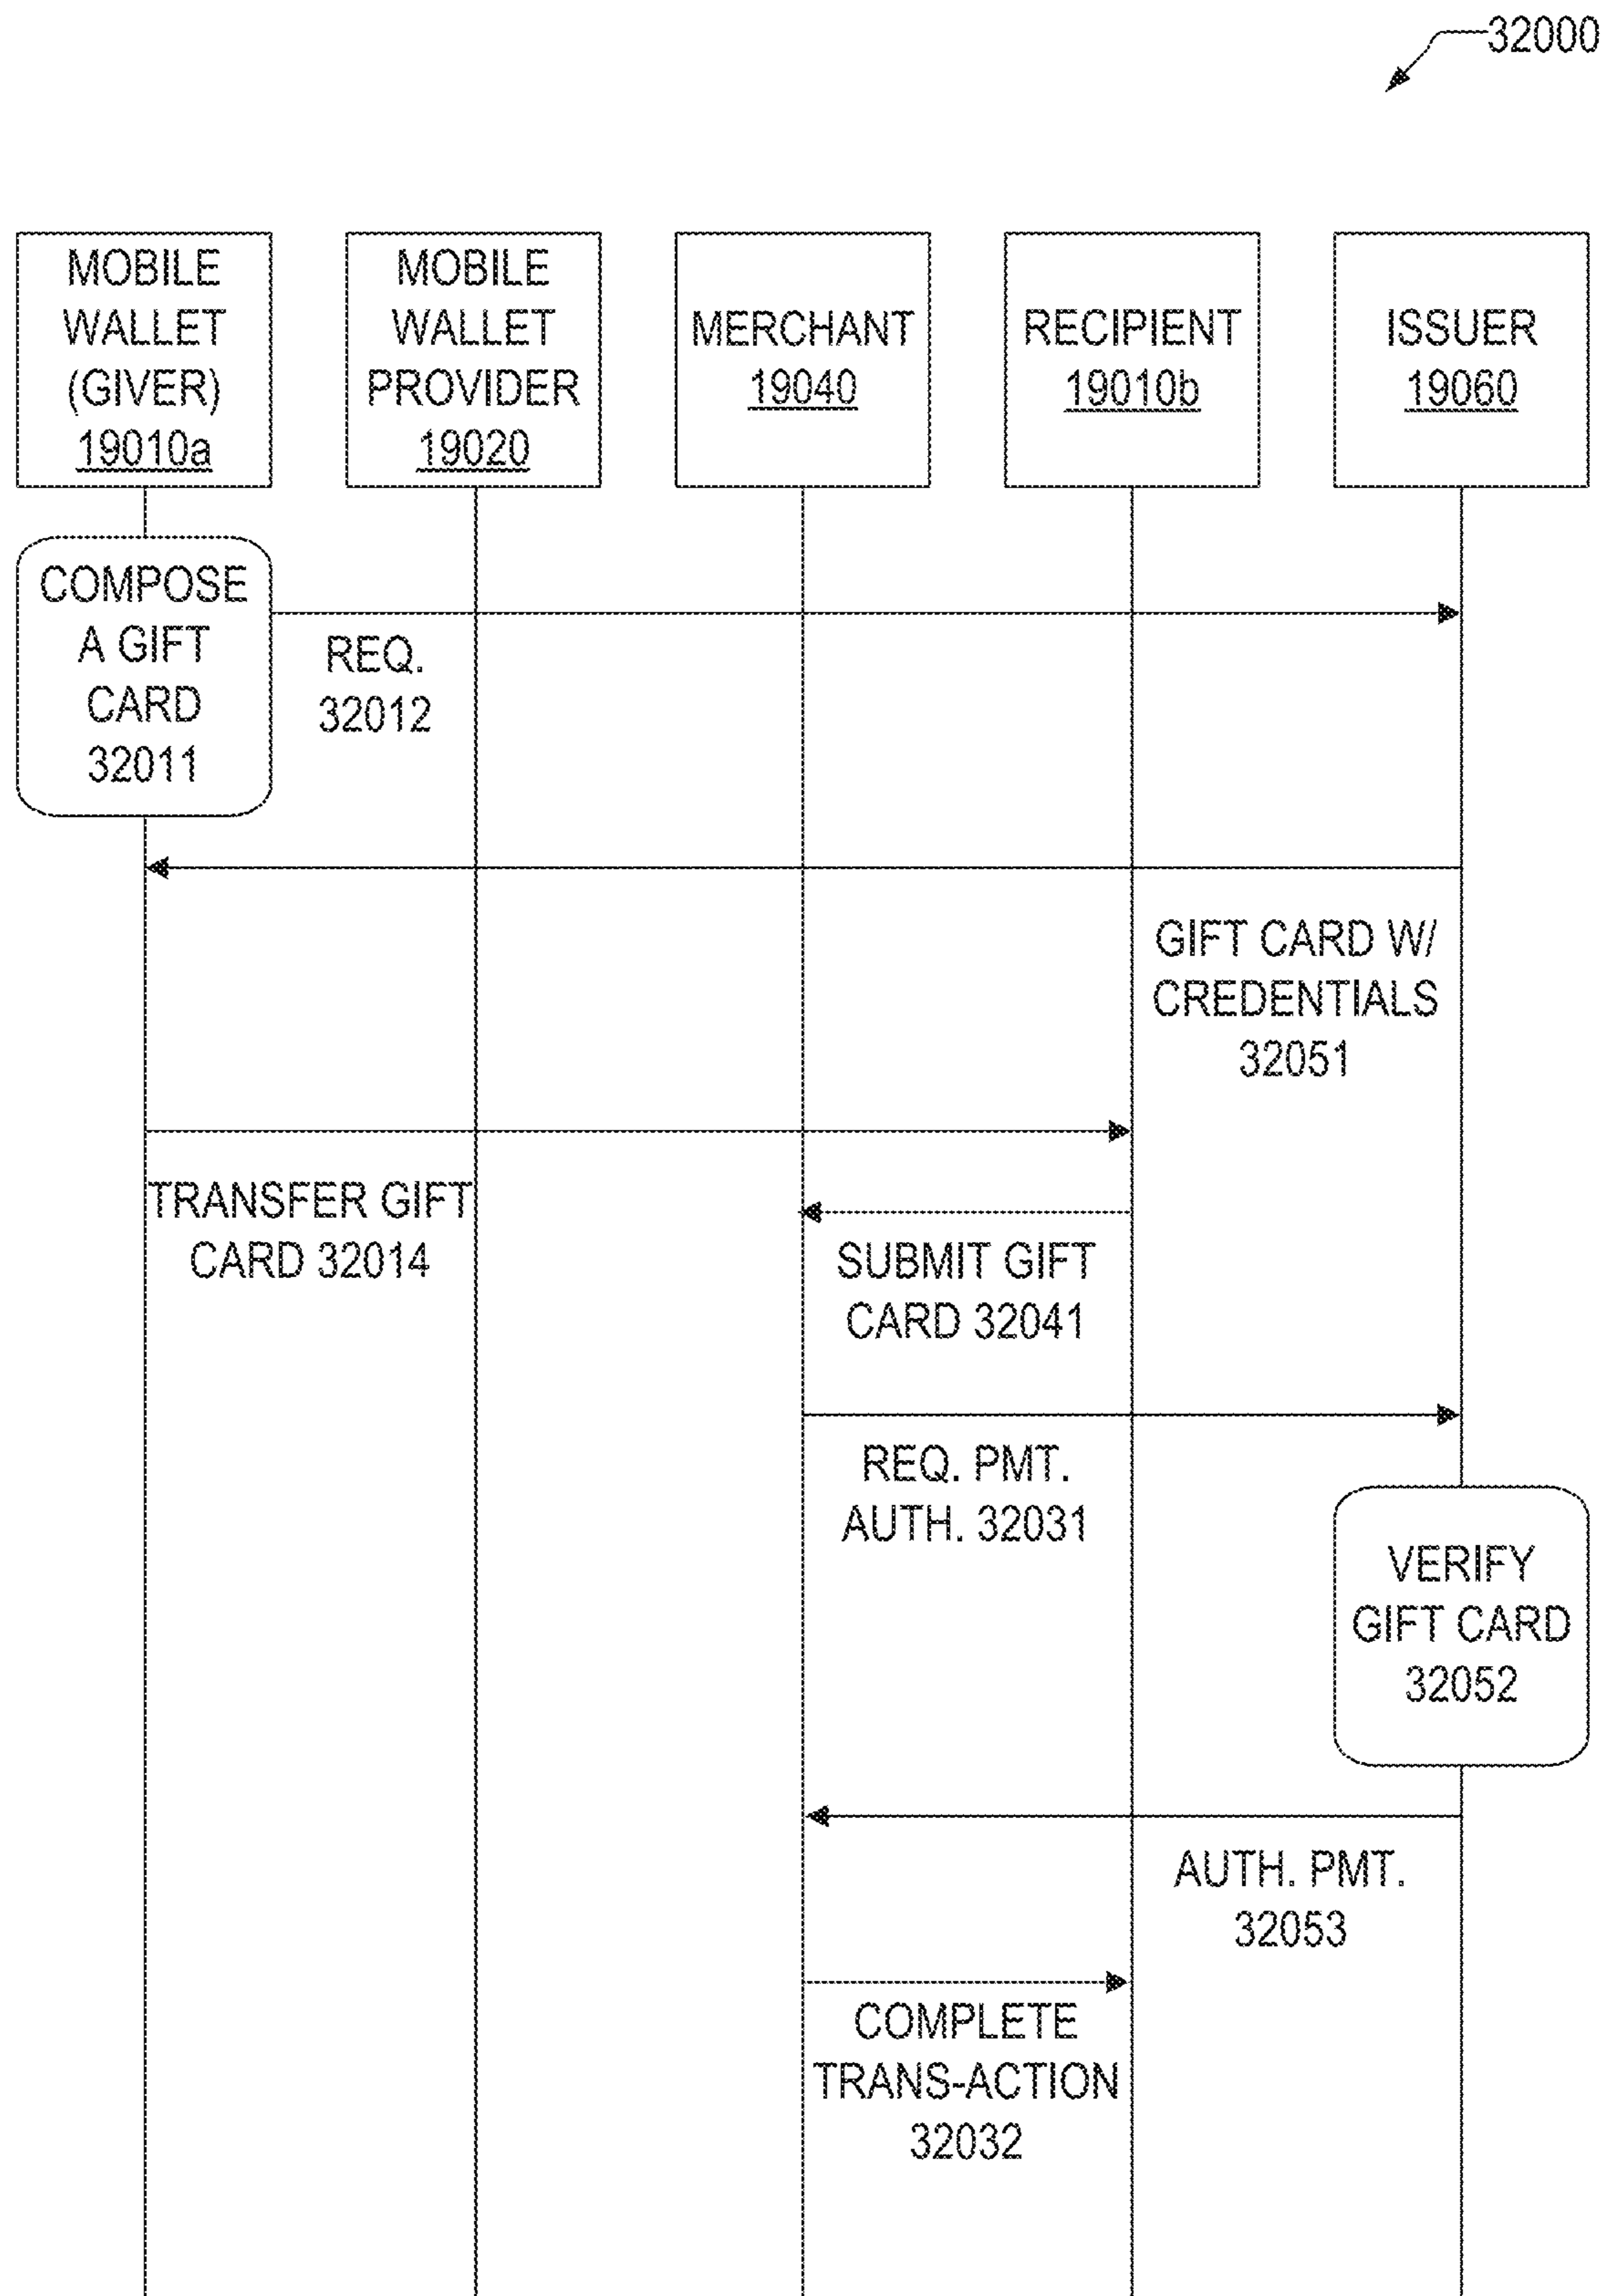 32000
MOBILE
WALLET
(GIVER)
19010a
MOBILE
WALLET
PROVIDER
19020
MERCHANT
19040
RECIPIENT
19010b
ISSUER
19060
COMPOSE
A GIFT
CARD
32011
REQ.
32012
GIFT CARD W/
CREDENTIALS
32051
TRANSFER GIFT
CARD 32014
SUBMIT GIFT
CARD 32041
REQ. PMT.
AUTH. 32031
VERIFY
GIFT CARD
32052
AUTH. PMT.
32053
COMPLETE
TRANS-ACTION
32032